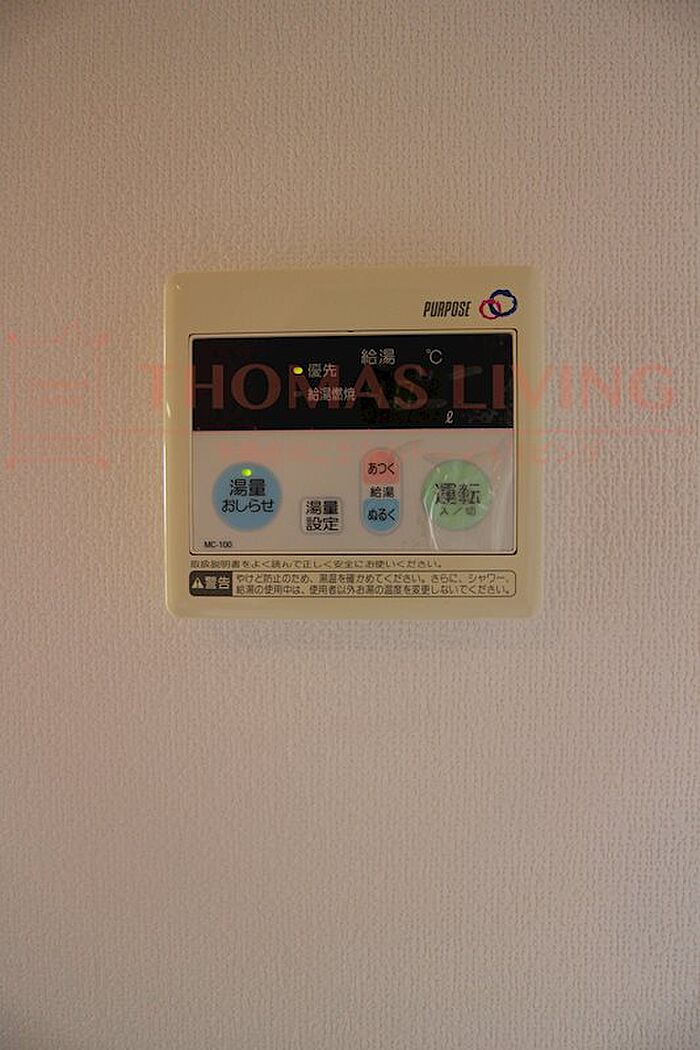 PURPOSE
給湯 ℃
優先
給湯燃焼
ℓ
THOMAS LIVING
湯量
おしらせ
湯量
設定
あつく
給湯
ぬるく
運転
入/切
MC-100
取扱説明書をよく読んで正しく安全にお使いください。
警告
やけど防止のため、湯温を確かめてください。さらに、シャワー、
給湯の使用中は、使用者以外お湯の温度を変更しないでください。